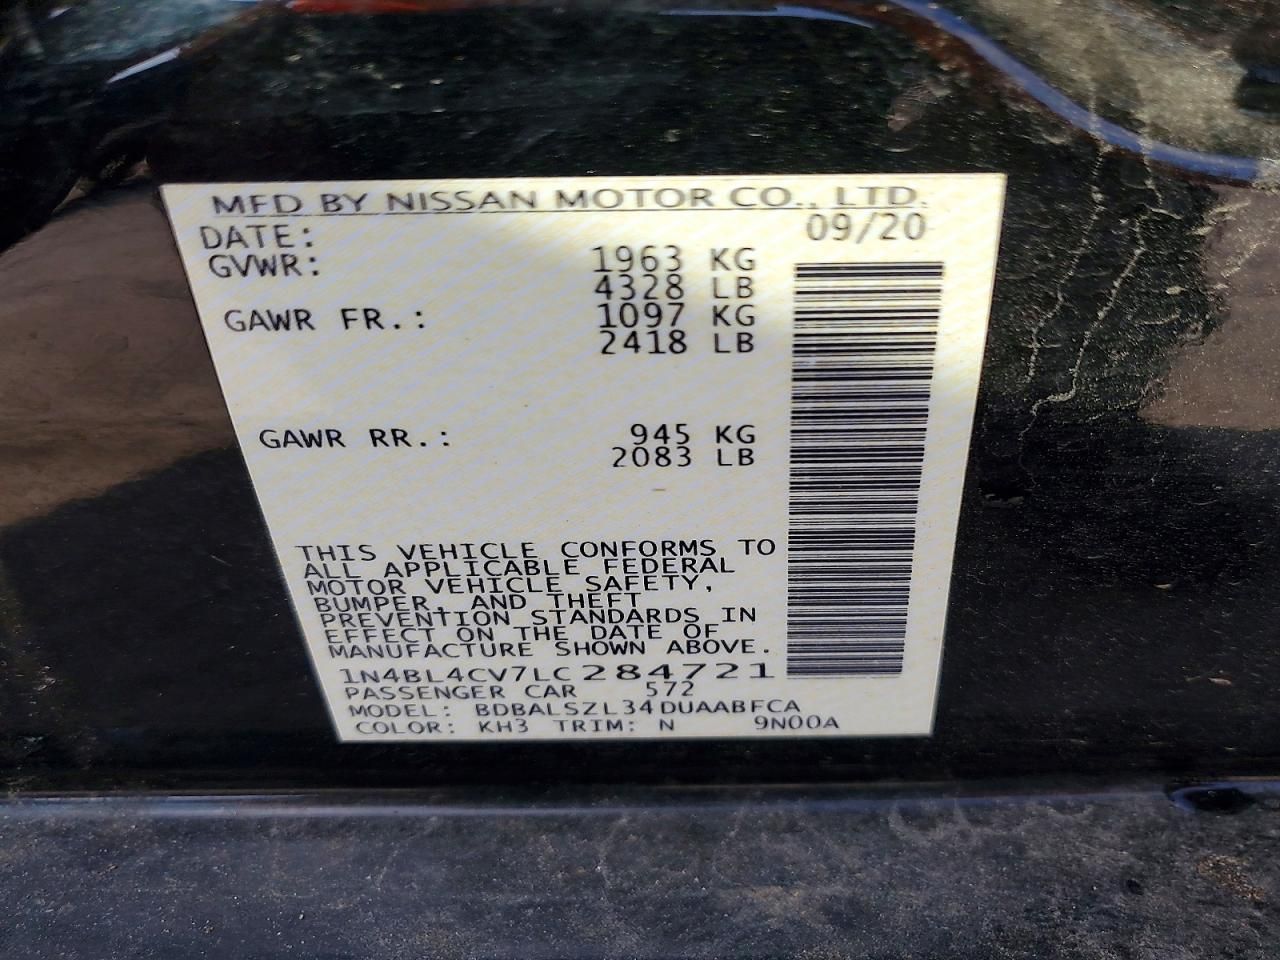 MFD BY NISSAN MOTOR CO., LTD.
DATE: 09/20
GVWR: 1963 KG
4328 LB
GAWR FR.: 1097 KG
2418 LB
GAWR RR.: 945 KG
2083 LB
THIS VEHICLE CONFORMS TO
ALL APPLICABLE FEDERAL
MOTOR VEHICLE SAFETY,
BUMPER, AND THEFT
PREVENTION STANDARDS IN
EFFECT ON THE DATE OF
MANUFACTURE SHOWN ABOVE.
1N4BL4CV7LC284721
PASSENGER CAR 572
MODEL: BDBALSZL34DUAABFCA
COLOR: KH3 TRIM: N 9N00A